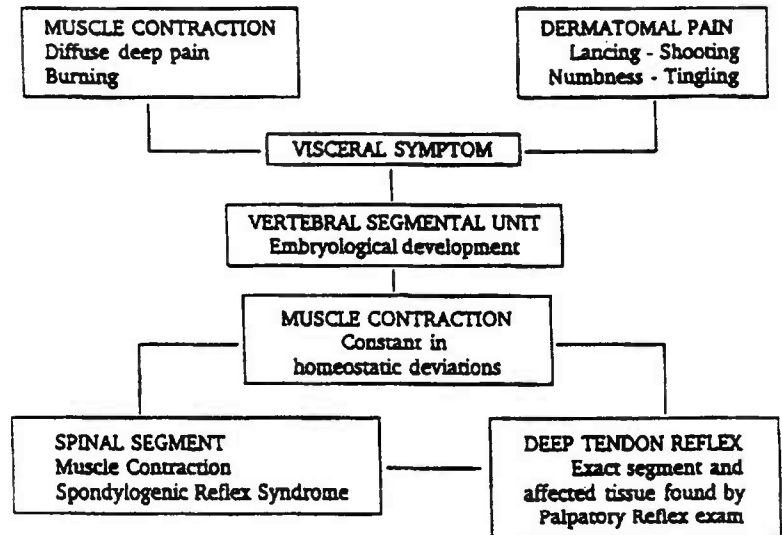 MUSCLE CONTRACTION
Diffuse deep pain
Burning
DERMATOMAL PAIN
Lancing - Shooting
Numbness - Tingling
VISCERAL SYMPTOM
VERTEBRAL SEGMENTAL UNIT
Embryological development
MUSCLE CONTRACTION
Constant in
homeostatic deviations
SPINAL SEGMENT
Muscle Contraction
Spondylogenic Reflex Syndrome
DEEP TENDON REFLEX
Exact segment and
affected tissue found by
Palpatory Reflex exam